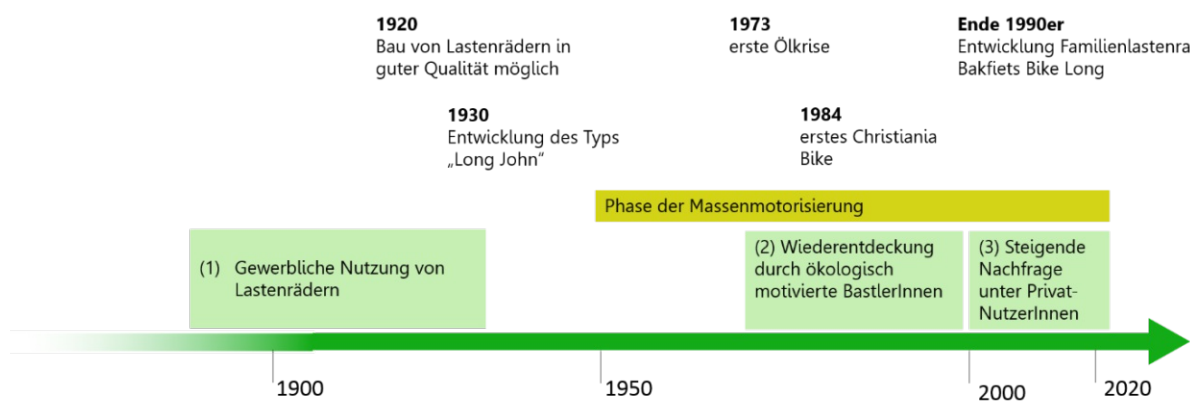 1920
Bau von Lastenrädern in
guter Qualität möglich
1930
Entwicklung des Typs
„Long John“
1973
erste Ölkrise
1984
erstes Christiania
Bike
Ende 1990er
Entwicklung Familienlastenra
Bakfiets Bike Long
Phase der Massenmotorisierung
(1) Gewerbliche Nutzung von
Lastenrädern
(2) Wiederentdeckung
durch ökologisch
motivierte BastlerInnen
(3) Steigende
Nachfrage
unter Privat-
NutzerInnen
1900
1950
2000
2020